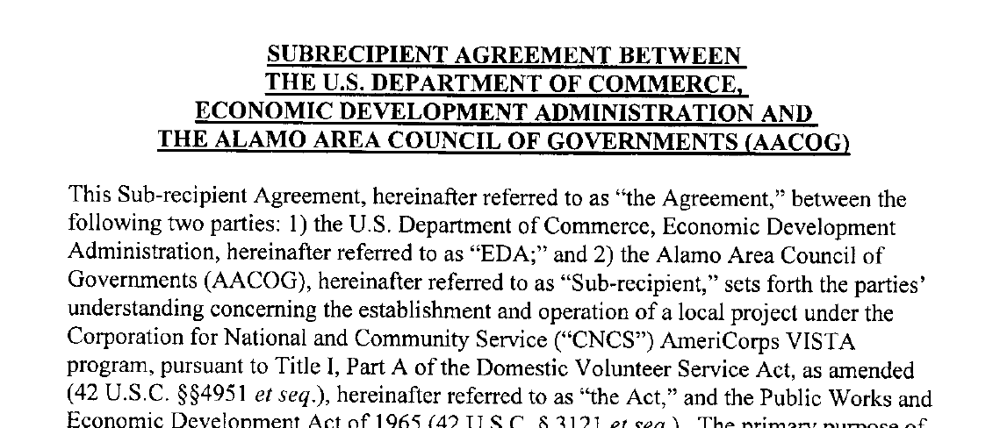 SUBRECIPIENT AGREEMENT BETWEEN
THE U.S. DEPARTMENT OF COMMERCE,
ECONOMIC DEVELOPMENT ADMINISTRATION AND
THE ALAMO AREA COUNCIL OF GOVERNMENTS (AACOG)
This Sub-recipient Agreement, hereinafter referred to as “the Agreement,” between the
following two parties: 1) the U.S. Department of Commerce, Economic Development
Administration, hereinafter referred to as “EDA;” and 2) the Alamo Area Council of
Governments (AACOG), hereinafter referred to as “Sub-recipient,” sets forth the parties’
understanding concerning the establishment and operation of a local project under the
Corporation for National and Community Service (“CNCS”) AmeriCorps VISTA
program, pursuant to Title I, Part A of the Domestic Volunteer Service Act, as amended
(42 U.S.C. §§4951 et seq.), hereinafter referred to as “the Act,” and the Public Works and
Economic Development Act of 1965 (42 U.S.C. § 3121 et seq.). The primary purpose of